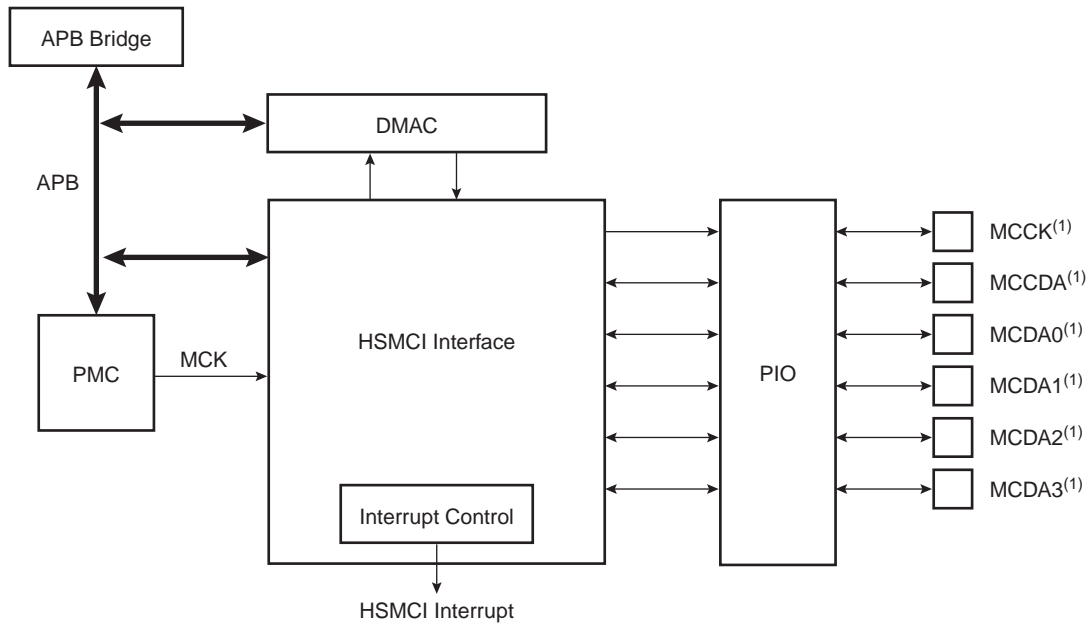 APB Bridge
DMAC
APB
MCCK(1)
MCCDA(1)
HSMCI Interface
MCDA0(1)
MCK
PMC
PIO
MCDA1(1)
MCDA2(1)
MCDA3(1)
Interrupt Control
HSMCI Interrupt